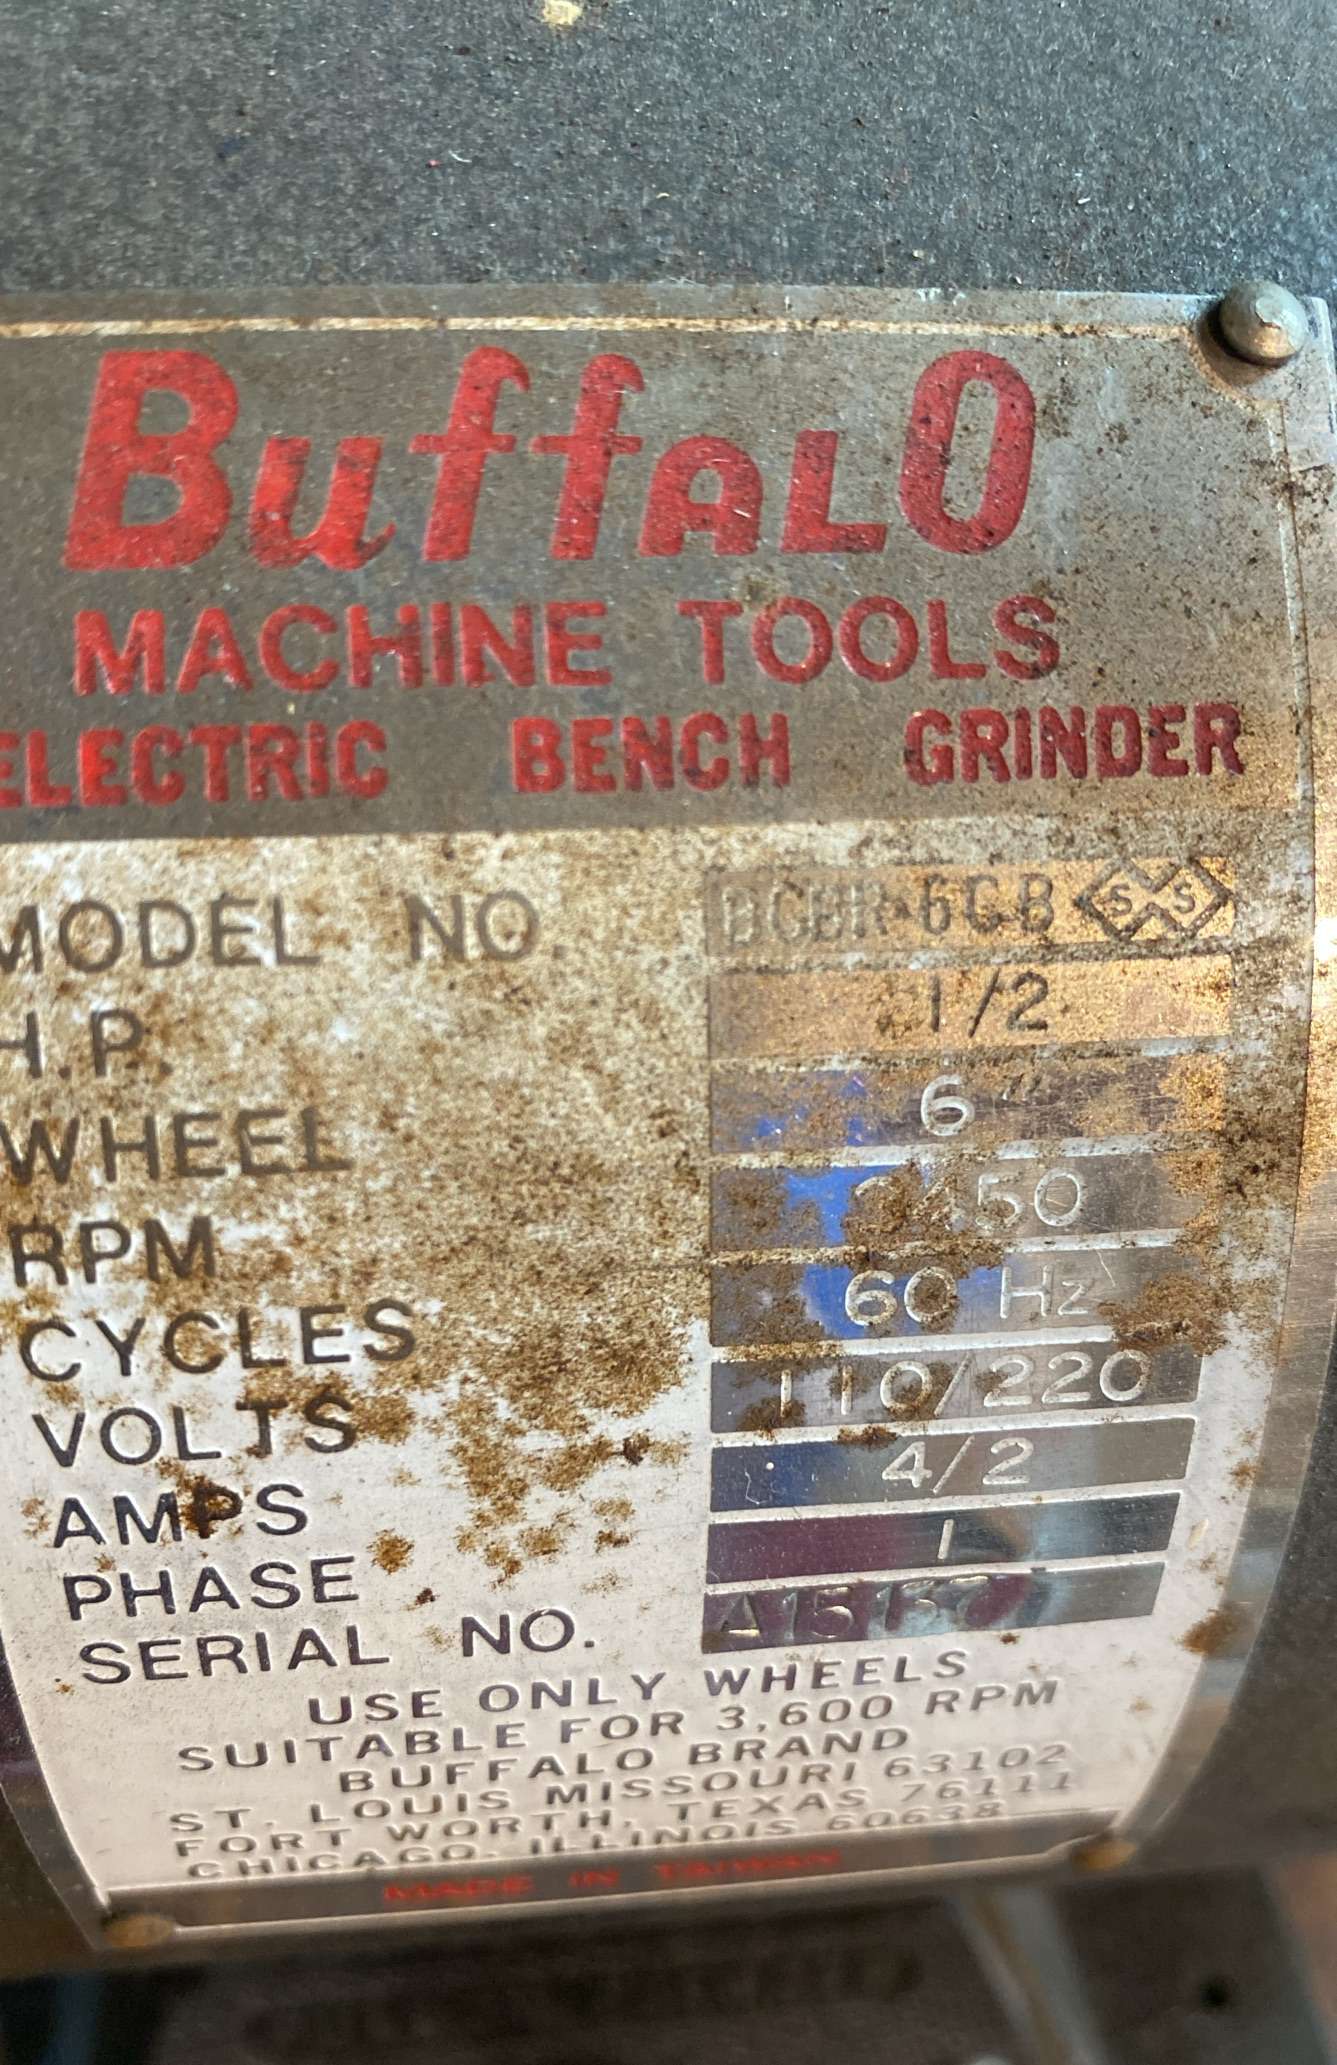 BuffaLO
MACHINE TOOLS
ELECTRIC BENCH GRINDER
MODEL NO.
H.P. 1/2
WHEEL 6"
RPM
CYCLES 60 Hz
VOLTS 110/220
AMPS 4/2
PHASE 1
SERIAL NO.
USE ONLY WHEELS
SUITABLE FOR 3,600 RPM
BUFFALO BRAND
ST. LOUIS MISSOURI 63102
FORT WORTH, TEXAS 76111
CHICAGO, ILLINOIS 60638
MADE IN TAIWAN